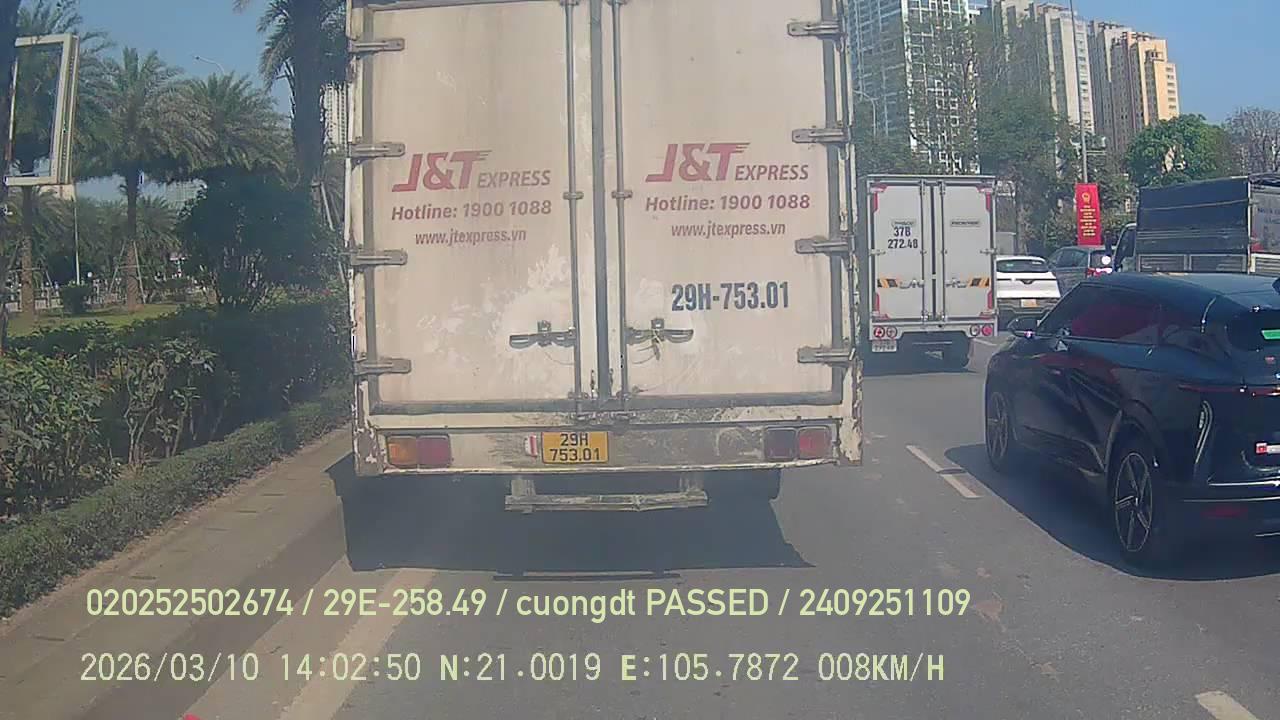 J&T EXPRESS
Hotline: 1900 1088
www.jtexpress.vn
J&T EXPRESS
Hotline: 1900 1088
www.jtexpress.vn
29H-753.01
29H
753.01
37B
272.48
020252502674 / 29E-258.49 / cuongdt PASSED / 2409251109
2026/03/10 14:02:50 N:21.0019 E:105.7872 008KM/H